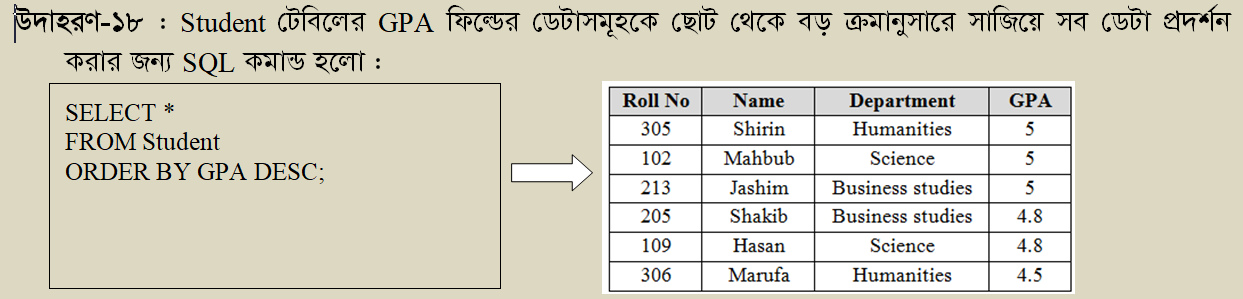 উদাহরণ-১৮ : Student টেবিলের GPA ফিল্ডের ডেটাসমূহকে ছোট থেকে বড় ক্রমানুসারে সাজিয়ে সব ডেটা প্রদর্শন
করার জন্য SQL কমান্ড হলো :
SELECT *
FROM Student
ORDER BY GPA DESC;
Roll No Name Department GPA
305 Shirin Humanities 5
102 Mahbub Science 5
213 Jashim Business studies 5
205 Shakib Business studies 4.8
109 Hasan Science 4.8
306 Marufa Humanities 4.5